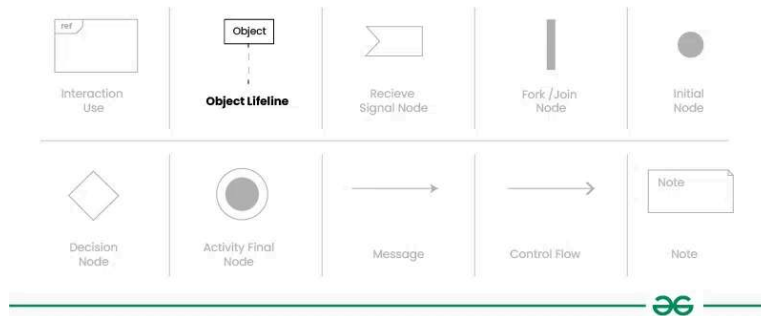 ref
Object
Interaction
Use
Object Lifeline
Recieve
Signal Node
Fork /Join
Node
Initial
Node
Note
Decision
Node
Activity Final
Node
Message
Control Flow
Note